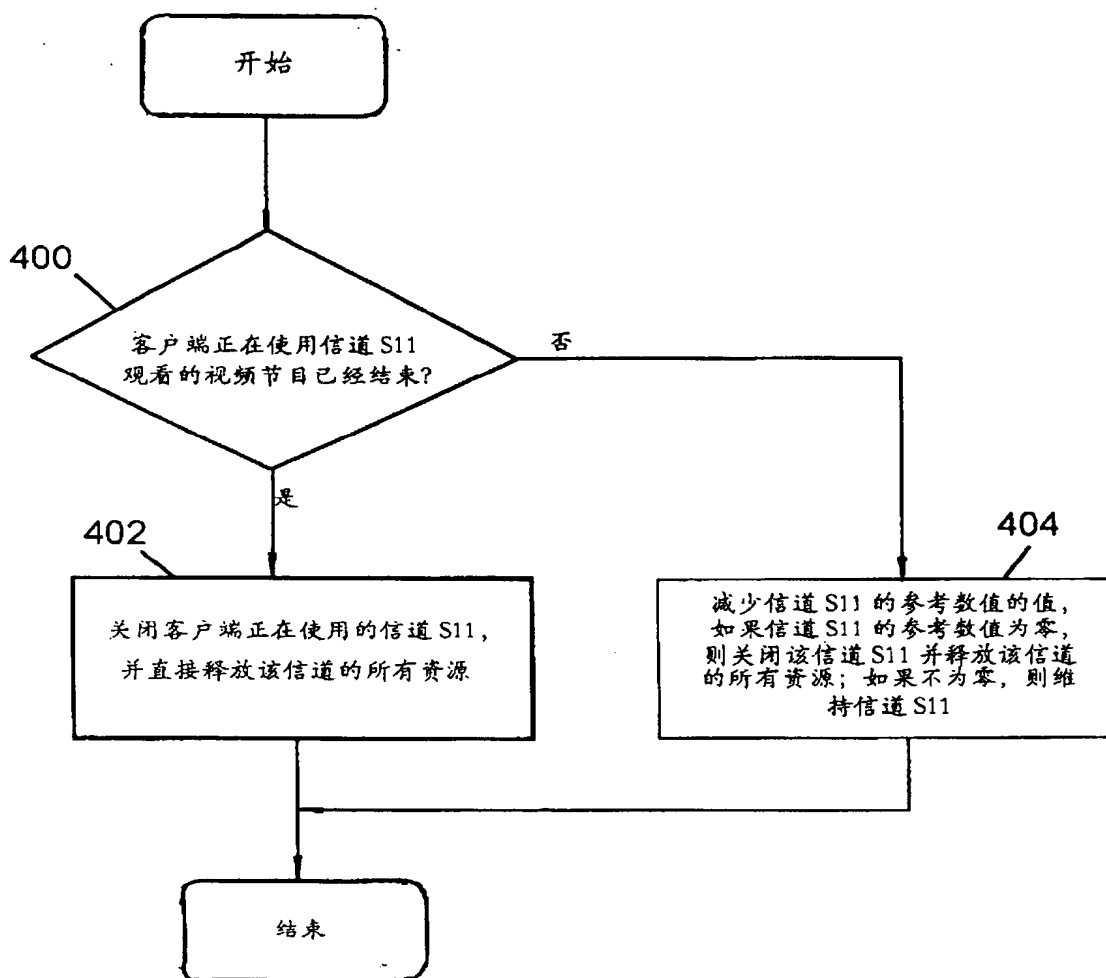 开始
400
客户端正在使用信道 S11
观看的视频节目已经结束?
否
是
402
关闭客户端正在使用的信道 S11,
并直接释放该信道的所有资源
404
减少信道 S11 的参考数值的值,
如果信道 S11 的参考数值为零,
则关闭该信道 S11 并释放该信道
的所有资源; 如果不为零, 则维
持信道 S11
结束